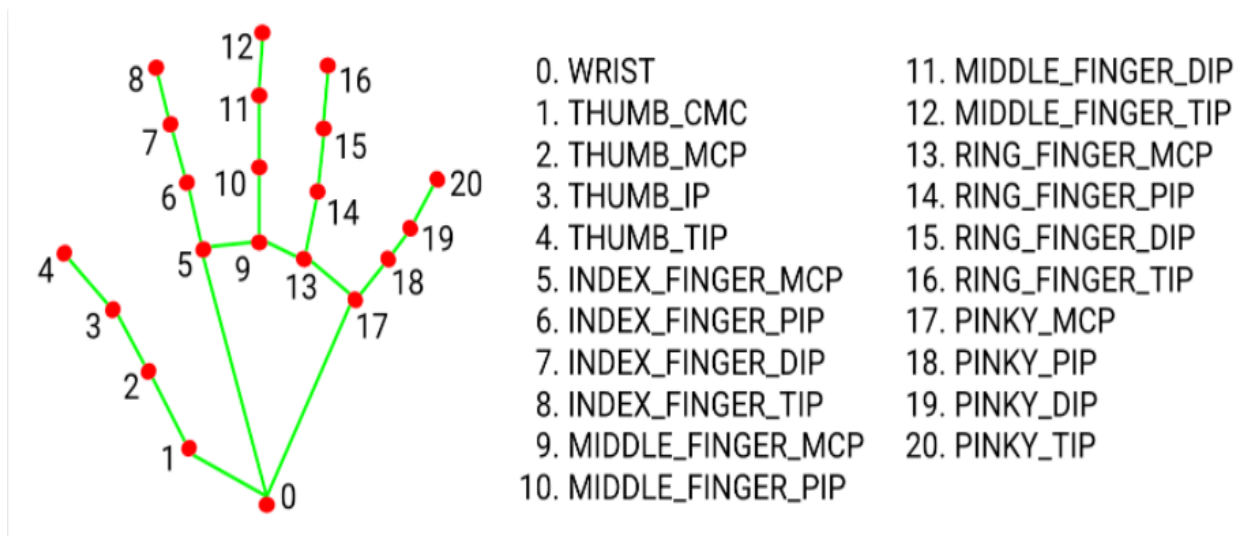 12
8
16
11
7
15
6
10
20
14
19
4
5
9
13
18
3
17
2
1
0
0. WRIST
1. THUMB_CMC
2. THUMB_MCP
3. THUMB_IP
4. THUMB_TIP
5. INDEX_FINGER_MCP
6. INDEX_FINGER_PIP
7. INDEX_FINGER_DIP
8. INDEX_FINGER_TIP
9. MIDDLE_FINGER_MCP
10. MIDDLE_FINGER_PIP
11. MIDDLE_FINGER_DIP
12. MIDDLE_FINGER_TIP
13. RING_FINGER_MCP
14. RING_FINGER_PIP
15. RING_FINGER_DIP
16. RING_FINGER_TIP
17. PINKY_MCP
18. PINKY_PIP
19. PINKY_DIP
20. PINKY_TIP